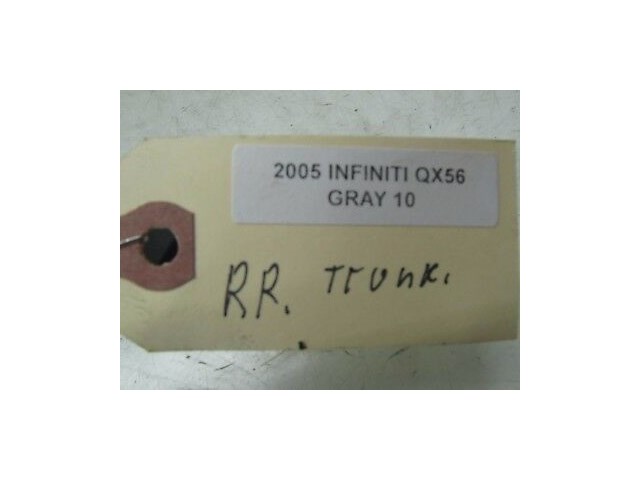 2005 INFINITI QX56
GRAY 10
RR. Trunk.